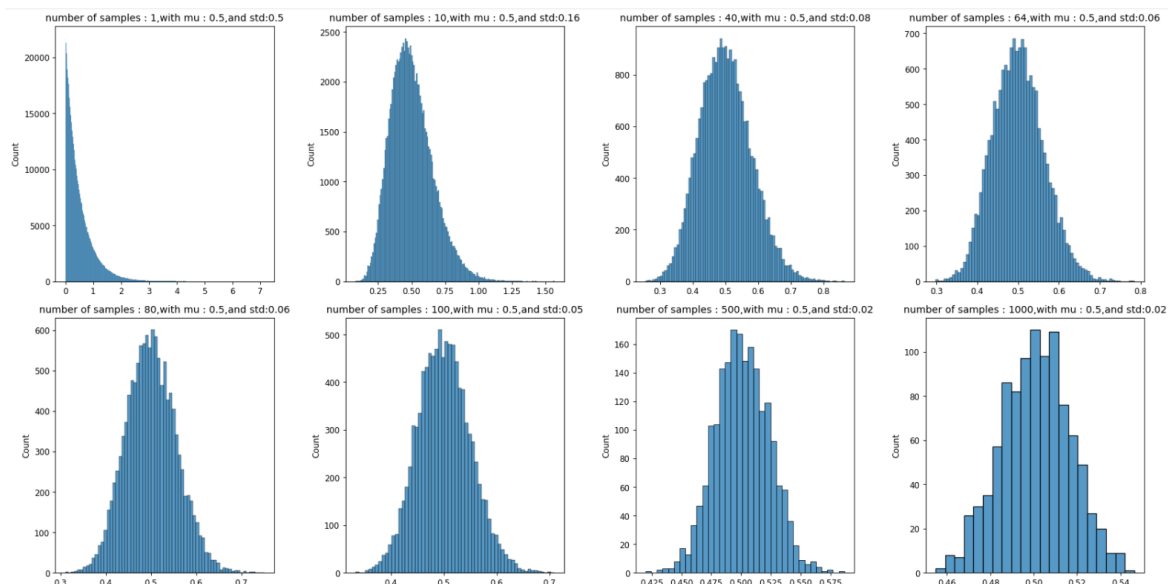 number of samples : 1,with mu : 0.5,and std:0.5
Count
20000
15000
10000
5000
0
0 1 2 3 4 5 6 7
number of samples : 10,with mu : 0.5,and std:0.16
Count
2500
2000
1500
1000
500
0
0.25 0.50 0.75 1.00 1.25 1.50
number of samples : 40,with mu : 0.5,and std:0.08
Count
800
600
400
200
0
0.3 0.4 0.5 0.6 0.7 0.8
number of samples : 64,with mu : 0.5,and std:0.06
Count
700
600
500
400
300
200
100
0
0.3 0.4 0.5 0.6 0.7 0.8
number of samples : 80,with mu : 0.5,and std:0.06
Count
600
500
400
300
200
100
0
0.3 0.4 0.5 0.6 0.7
number of samples : 100,with mu : 0.5,and std:0.05
Count
500
400
300
200
100
0
0.4 0.5 0.6 0.7
number of samples : 500,with mu : 0.5,and std:0.02
Count
160
140
120
100
80
60
40
20
0
0.425 0.450 0.475 0.500 0.525 0.550 0.575
number of samples : 1000,with mu : 0.5,and std:0.02
Count
100
80
60
40
20
0
0.46 0.48 0.50 0.52 0.54